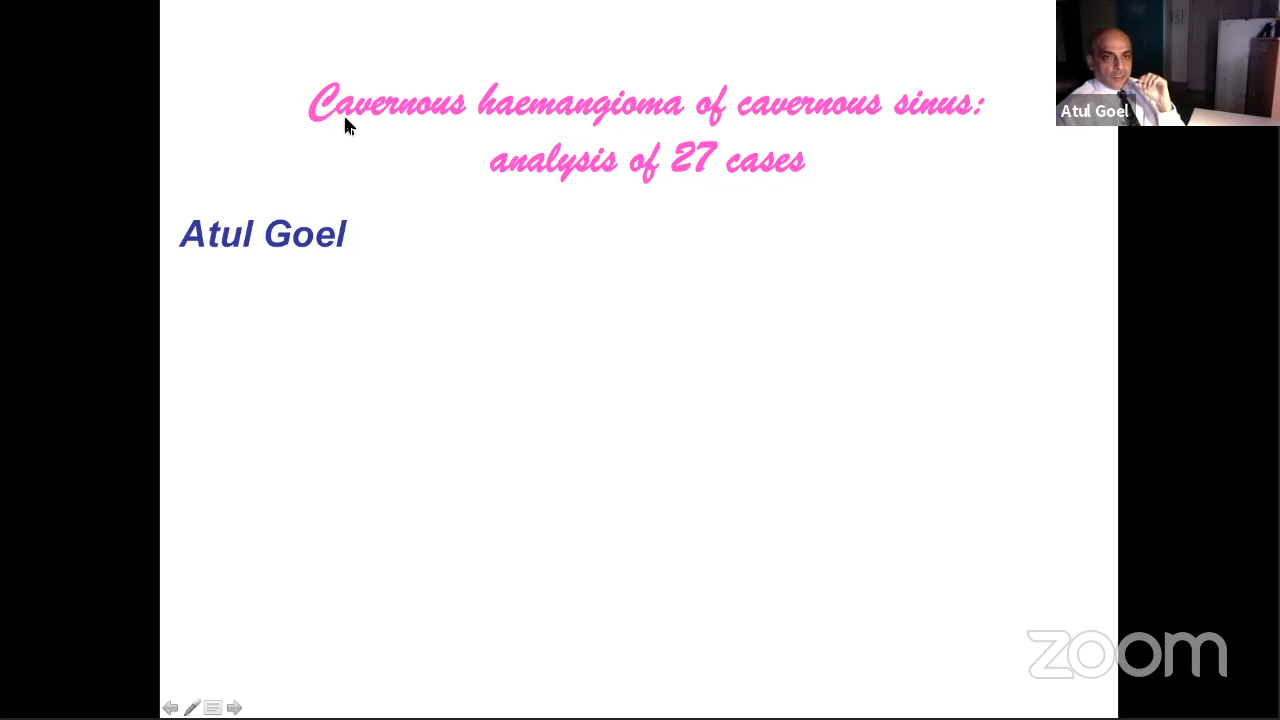 Cavernous haemangioma of cavernous sinus:
analysis of 27 cases
Atul Goel
Atul Goel
zoom